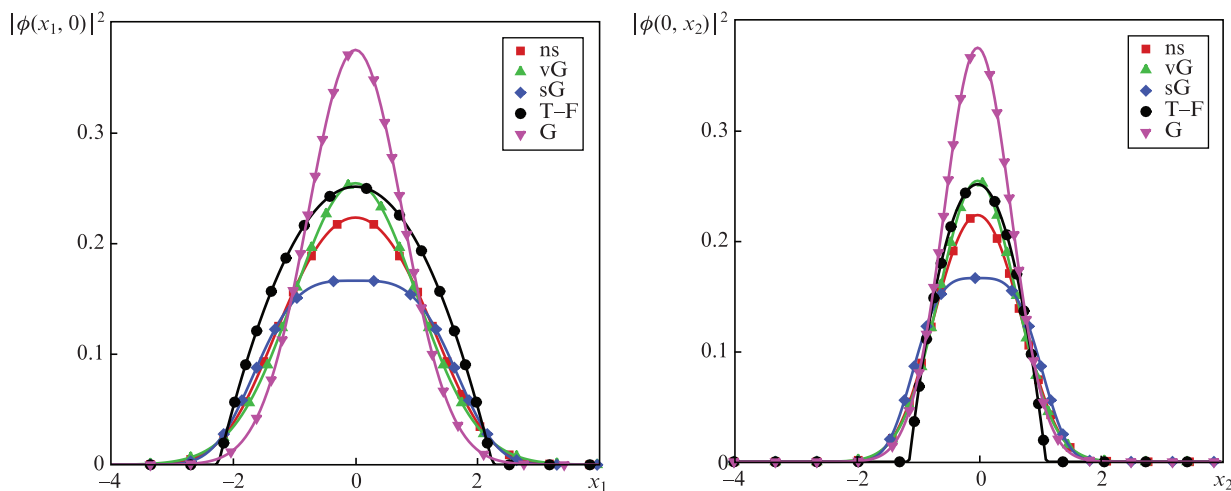 |ϕ(x₁, 0)|²
ns
vG
sG
T–F
G
0.3
0.2
0.1
0
−4
−2
0
2
x₁
|ϕ(0, x₂)|²
ns
vG
sG
T–F
G
0.3
0.2
0.1
0
−4
−2
0
2
x₂